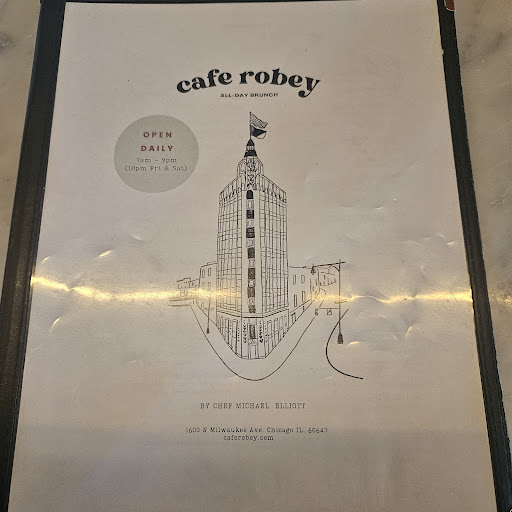 cafe robey
ALL-DAY BRUNCH
OPEN
DAILY
7am - 9pm
(10pm Fri & Sat)
BY CHEF MICHAEL ELLIOTT
1600 N Milwaukee Ave. Chicago IL, 60647
caferobey.com